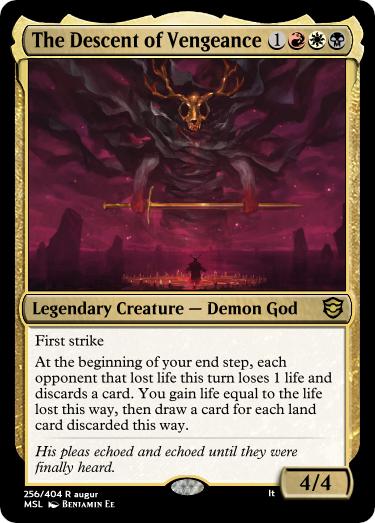 The Descent of Vengeance 1
Legendary Creature — Demon God
First strike
At the beginning of your end step, each
opponent that lost life this turn loses 1 life and
discards a card. You gain life equal to the life
lost this way, then draw a card for each land
card discarded this way.
His pleas echoed and echoed until they were
finally heard.
4/4
256/404 R augur
It
MSL Benjamin Ee